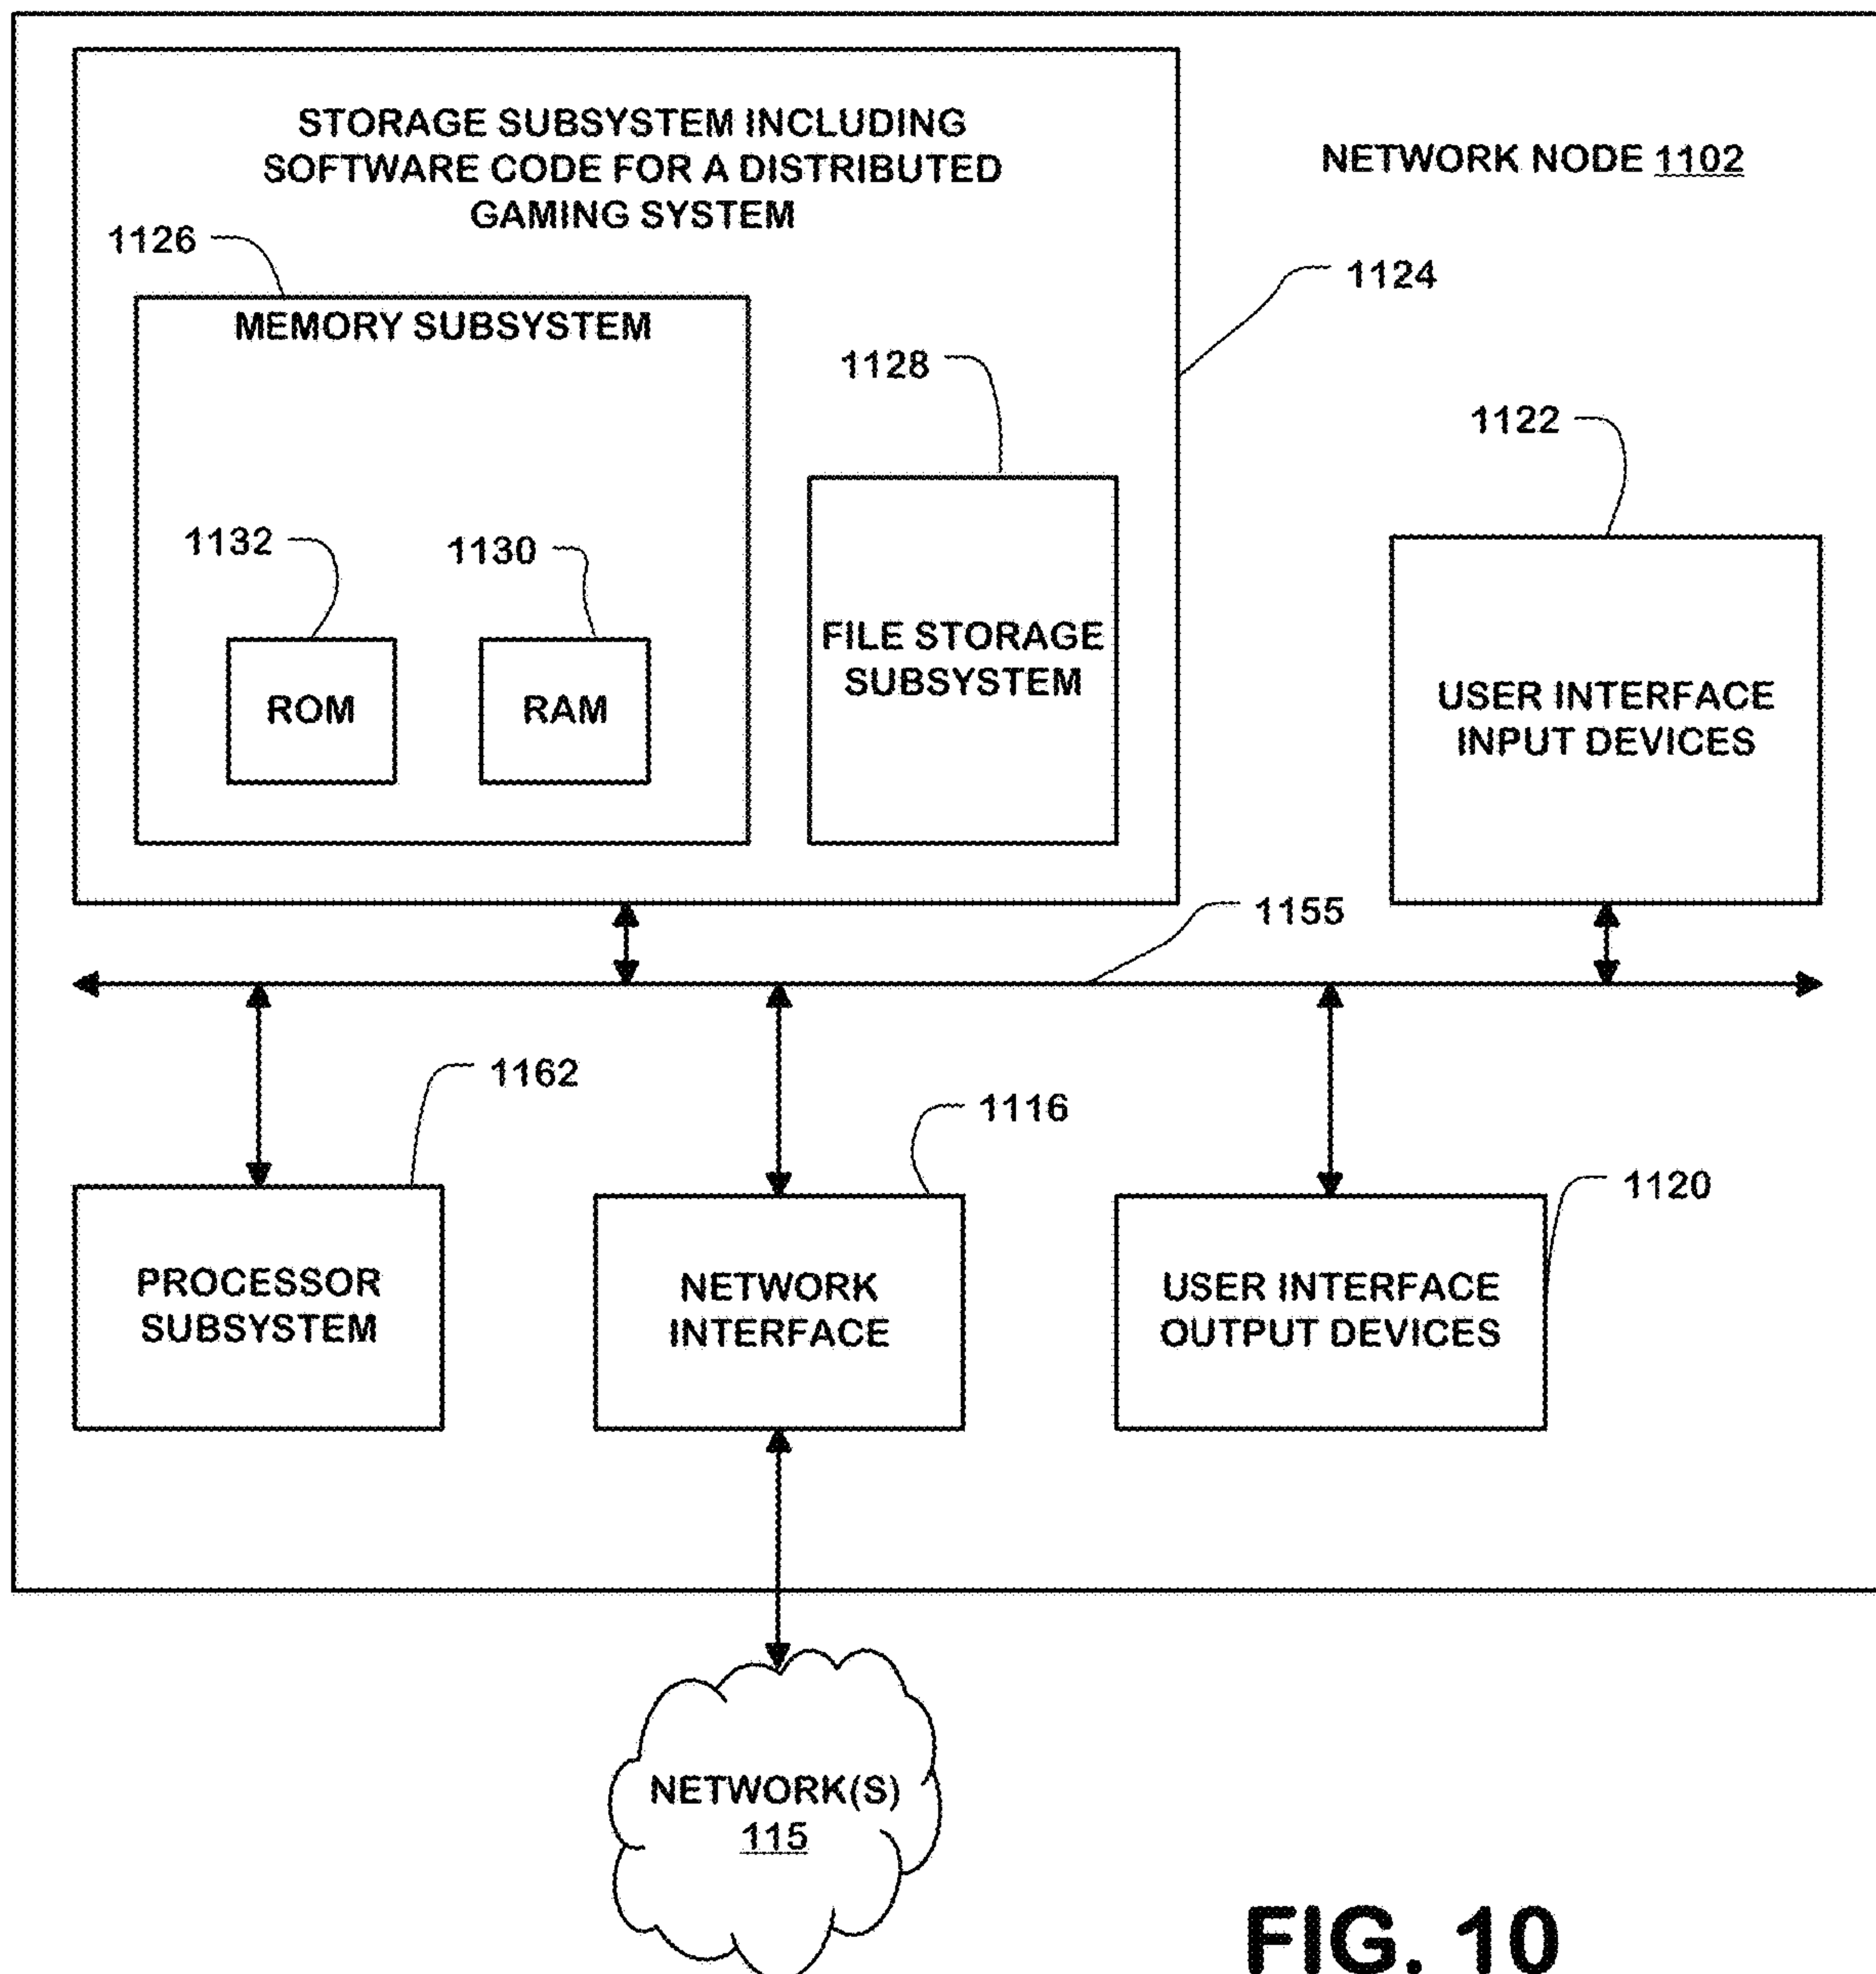 STORAGE SUBSYSTEM INCLUDING
SOFTWARE CODE FOR A DISTRIBUTED
GAMING SYSTEM
NETWORK NODE 1102
1126
1124
MEMORY SUBSYSTEM
1128
1122
1132
1130
FILE STORAGE
SUBSYSTEM
ROM
RAM
USER INTERFACE
INPUT DEVICES
1155
1162
1116
1120
PROCESSOR
SUBSYSTEM
NETWORK
INTERFACE
USER INTERFACE
OUTPUT DEVICES
NETWORK(S)
115
FIG. 10